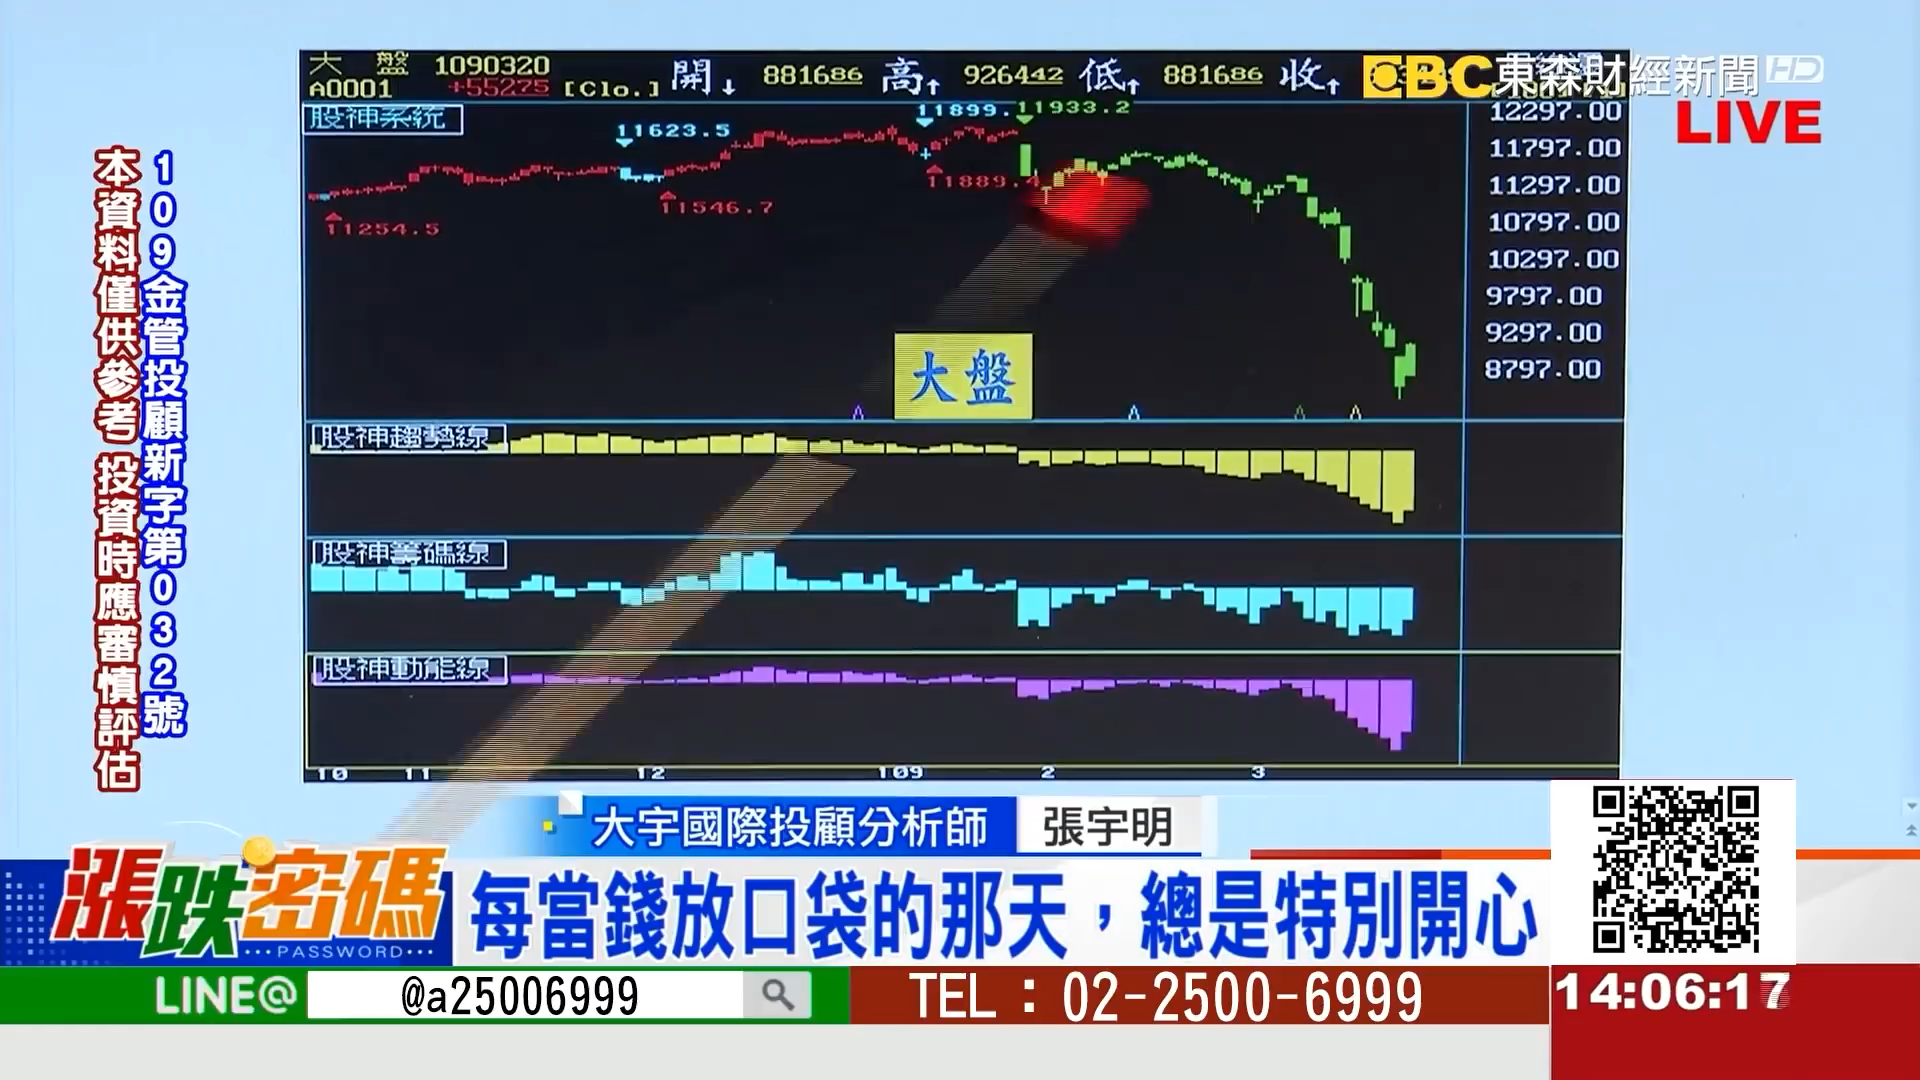 大 盤 1090320
A0001 +55275 [Clo.] 開↓ 881686 高↑ 926442 低↑ 881686 收↑
EBC 東森財經新聞 HD
LIVE
股神系統
11623.5
11899.
11933.2
11254.5
11546.7
11889.4
12297.00
11797.00
11297.00
10797.00
10297.00
9797.00
9297.00
8797.00
大盤
股神趨勢線
股神籌碼線
股神動能線
10 11 12 109 2 3
109金管投顧新字第032號
本資料僅供參考 投資時應審慎評估
大宇國際投顧分析師 張宇明
漲跌密碼
PASSWORD
每當錢放口袋的那天，總是特別開心
LINE@ @a25006999
TEL：02-2500-6999
14:06:17